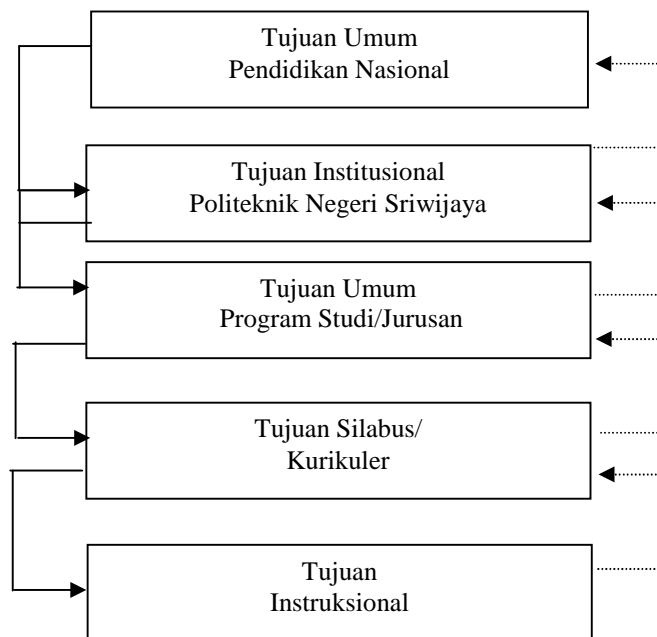 Tujuan Umum
Pendidikan Nasional
Tujuan Institusional
Politeknik Negeri Sriwijaya
Tujuan Umum
Program Studi/Jurusan
Tujuan Silabus/
Kurikuler
Tujuan
Instruksional